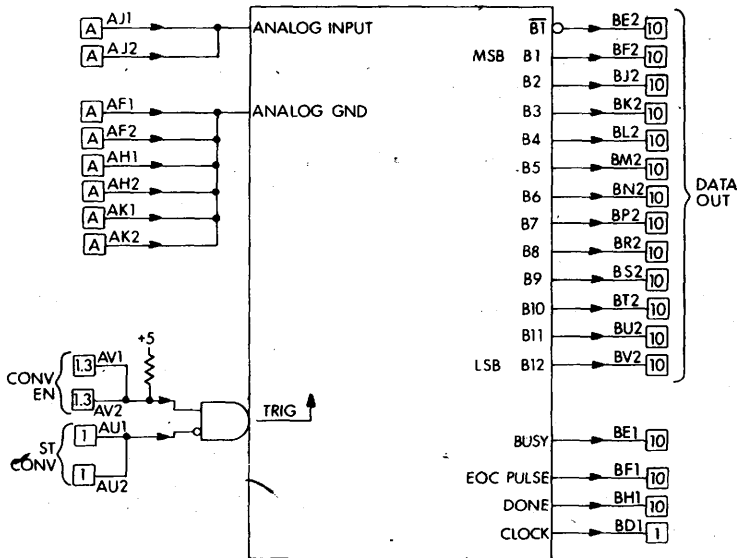 A AJ1 ANALOG INPUT B1 BE2 10
A AJ2 MSB B1 BF2 10
B2 BJ2 10
A AF1 ANALOG GND B3 BK2 10
A AF2 B4 BL2 10
A AH1 B5 BM2 10
A AH2 B6 BN2 10
A AK1 B7 BP2 10
A AK2 B8 BR2 10
B9 BS2 10
B10 BT2 10
B11 BU2 10
LSB B12 BV2 10
DATA
OUT
+5
CONV
EN
1.3 AV1
1.3 AV2
TRIG
ST
CONV
1 AU1
1 AU2
BUSY BE1 10
EOC PULSE BF1 10
DONE BH1 10
CLOCK BD1 1